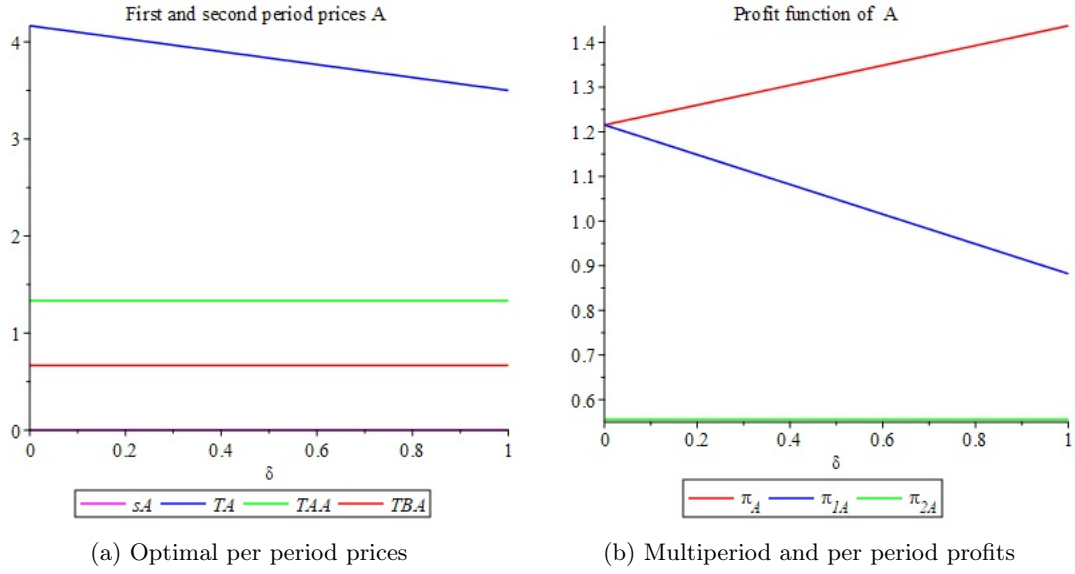 First and second period prices A
4
3
2
1
0
0 0.2 0.4 0.6 0.8 1
δ
sA TA TAA TBA
(a) Optimal per period prices
Profit function of A
1.4
1.3
1.2
1.1
1.0
0.9
0.8
0.7
0.6
0 0.2 0.4 0.6 0.8 1
δ
π_A π_1A π_2A
(b) Multiperiod and per period profits